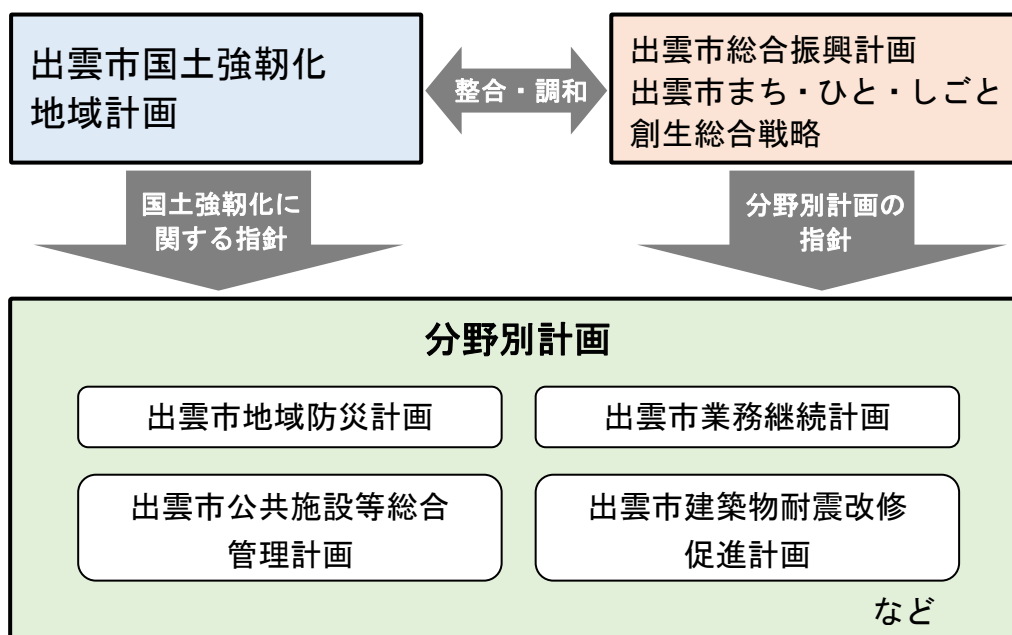 出雲市国土強靭化
地域計画
整合・調和
出雲市総合振興計画
出雲市まち・ひと・しごと
創生総合戦略
国土強靭化に
関する指針
分野別計画の
指針
分野別計画
出雲市地域防災計画
出雲市業務継続計画
出雲市公共施設等総合
管理計画
出雲市建築物耐震改修
促進計画
など